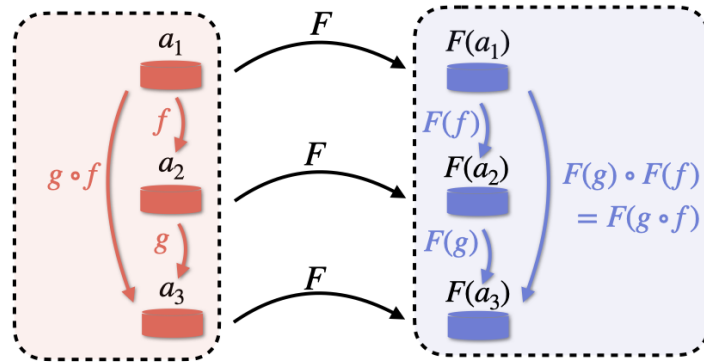 a₁
f
g ∘ f
a₂
g
a₃
F
F
F
F(a₁)
F(f)
F(a₂)
F(g)
F(a₃)
F(g) ∘ F(f)
= F(g ∘ f)